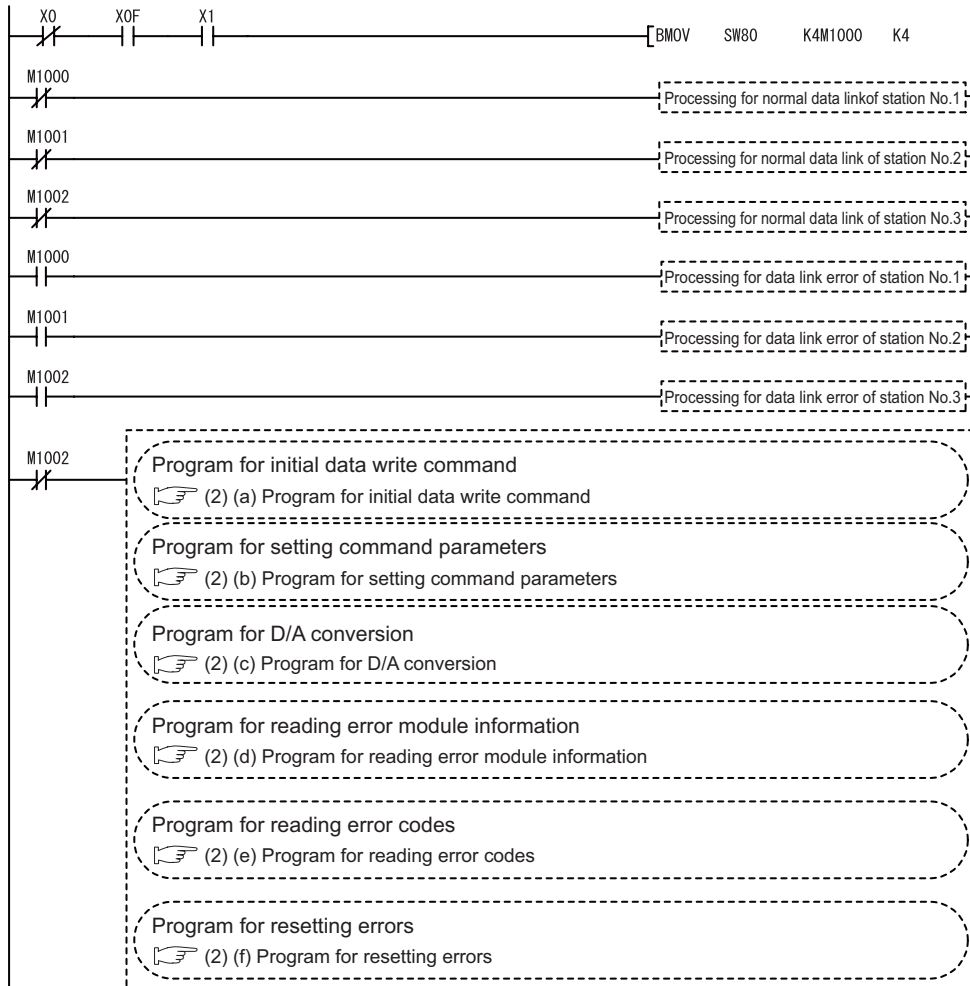 X0 X0F X1
BMOV SW80 K4M1000 K4
M1000
Processing for normal data linkof station No.1
M1001
Processing for normal data link of station No.2
M1002
Processing for normal data link of station No.3
M1000
Processing for data link error of station No.1
M1001
Processing for data link error of station No.2
M1002
Processing for data link error of station No.3
M1002
Program for initial data write command
(2) (a) Program for initial data write command
Program for setting command parameters
(2) (b) Program for setting command parameters
Program for D/A conversion
(2) (c) Program for D/A conversion
Program for reading error module information
(2) (d) Program for reading error module information
Program for reading error codes
(2) (e) Program for reading error codes
Program for resetting errors
(2) (f) Program for resetting errors